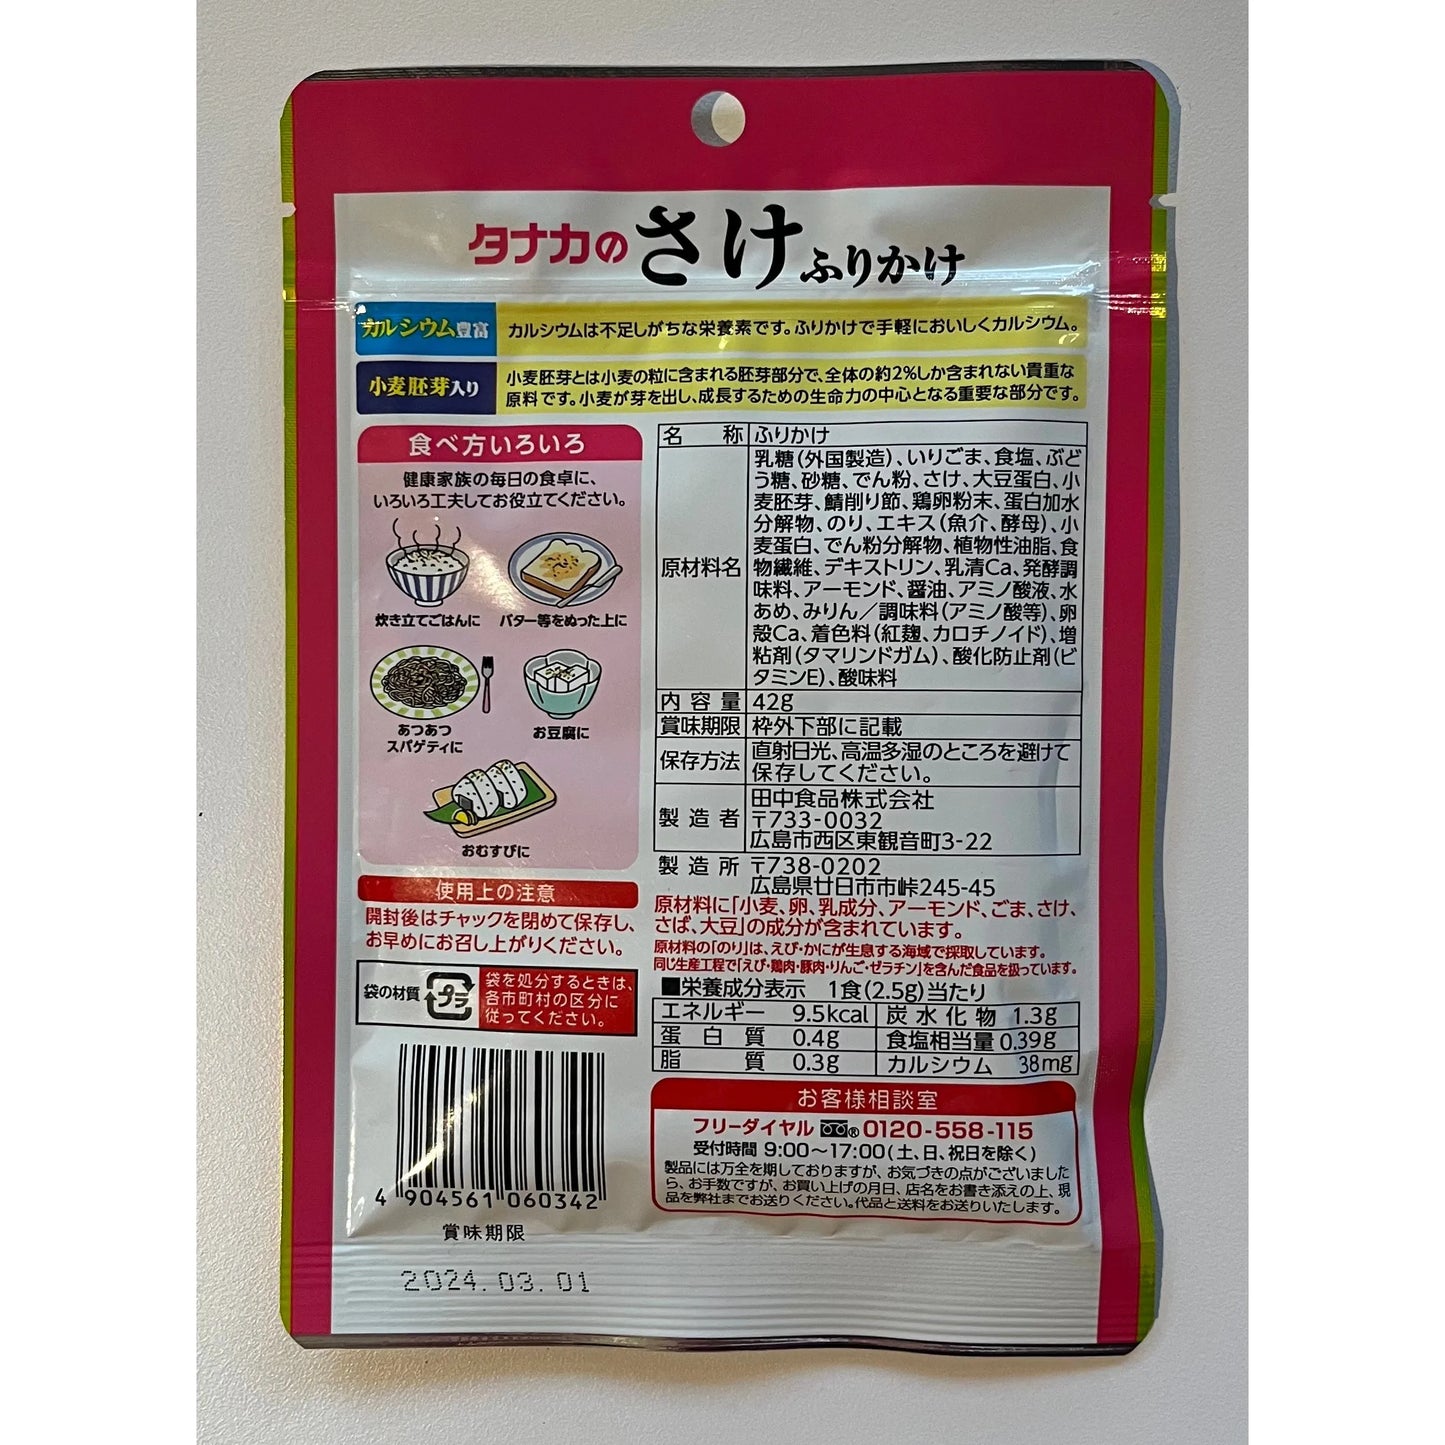 タナカのさけふりかけ
カルシウム豊富
カルシウムは不足しがちな栄養素です。ふりかけで手軽においしくカルシウム。
小麦胚芽入り
小麦胚芽とは小麦の粒に含まれる胚芽部分で、全体の約2%しか含まれない貴重な
原料です。小麦が芽を出し、成長するための生命力の中心となる重要な部分です。
食べ方いろいろ
健康家族の毎日の食卓に、
いろいろ工夫してお役立てください。
炊き立てごはんに
バター等をぬった上に
あつあつ
スパゲティに
お豆腐に
おむすびに
使用上の注意
開封後はチャックを閉めて保存し、
お早めにお召し上がりください。
袋の材質
プラ
袋を処分するときは、
各市町村の区分に
従ってください。
4 904561 060342
賞味期限
2024.03.01
名称 ふりかけ
原材料名
乳糖(外国製造)、いりごま、食塩、ぶど
う糖、砂糖、でん粉、さけ、大豆蛋白、小
麦胚芽、鯖削り節、鶏卵粉末、蛋白加水
分解物、のり、エキス(魚介、酵母)、小
麦蛋白、でん粉分解物、植物性油脂、食
物繊維、デキストリン、乳清Ca、発酵調
味料、アーモンド、醤油、アミノ酸液、水
あめ、みりん/調味料(アミノ酸等)、卵
殻Ca、着色料(紅麹、カロチノイド)、増
粘剤(タマリンドガム)、酸化防止剤(ビ
タミンE)、酸味料
内容量 42g
賞味期限 枠外下部に記載
保存方法
直射日光、高温多湿のところを避けて
保存してください。
製造者
田中食品株式会社
〒733-0032
広島市西区東観音町3-22
製造所 〒738-0202
広島県廿日市市峠245-45
原材料に「小麦、卵、乳成分、アーモンド、ごま、さけ、
さば、大豆」の成分が含まれています。
原材料の「のり」は、えび・かにが生息する海域で採取しています。
同じ生産工程で「えび・鶏肉・豚肉・りんご・ゼラチン」を含んだ食品を扱っています。
■栄養成分表示 1食(2.5g)当たり
エネルギー 9.5kcal 炭水化物 1.3g
蛋白質 0.4g 食塩相当量 0.39g
脂質 0.3g カルシウム 38mg
お客様相談室
フリーダイヤル ® 0120-558-115
受付時間 9:00〜17:00(土、日、祝日を除く)
製品には万全を期しておりますが、お気づきの点がございました
ら、お手数ですが、お買い上げの月日、店名をお書き添えの上、現
品を弊社までお送りください。代品と送料をお送りいたします。